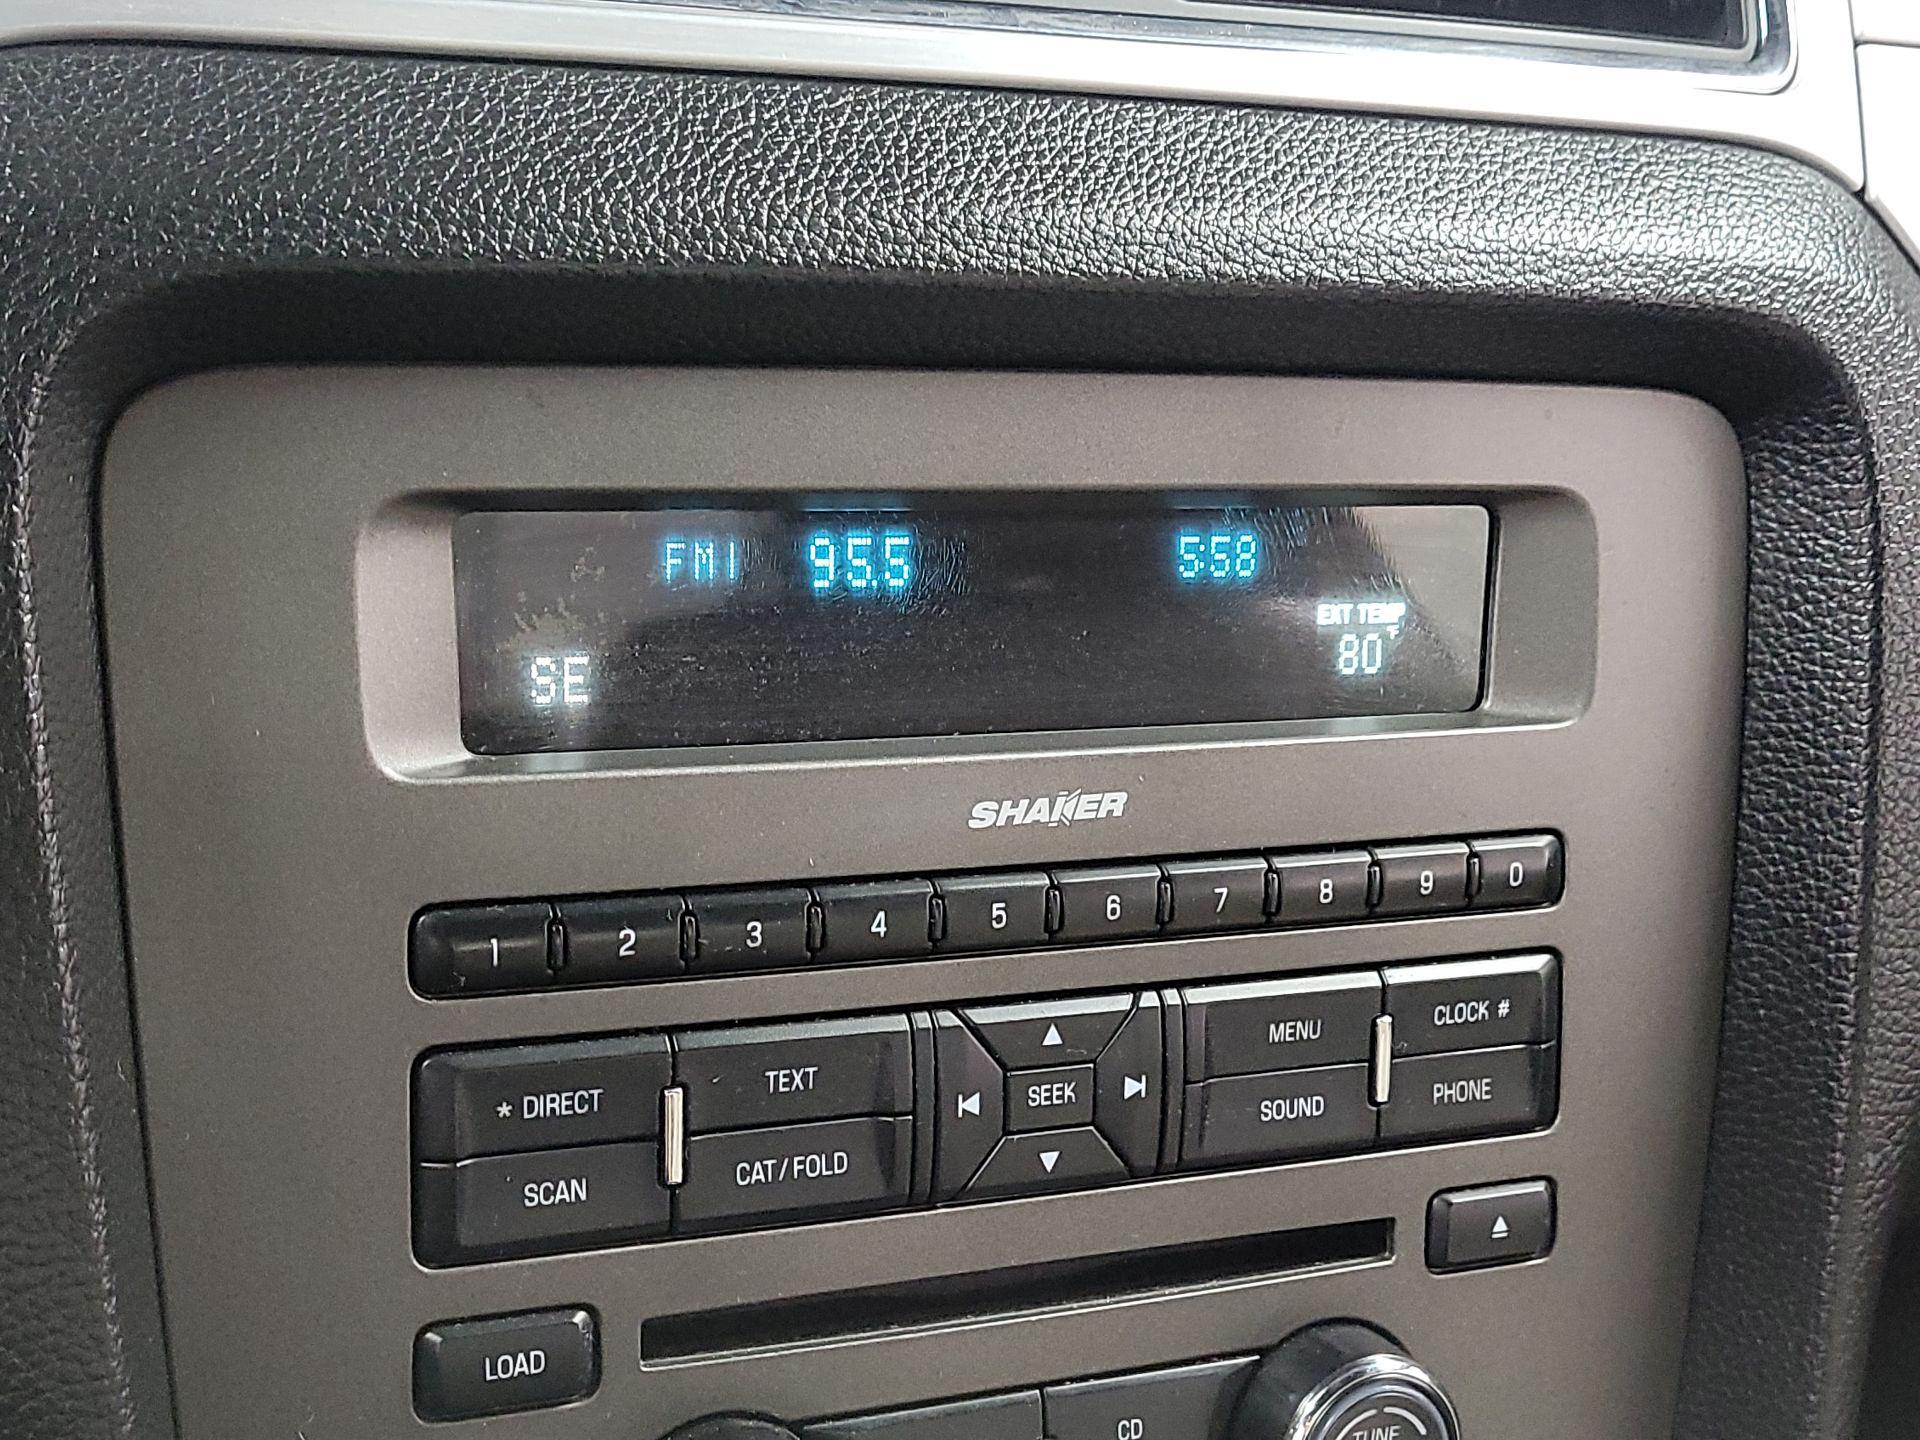 FM1 95.5 5:58
EXT TEMP
SE 80°F
SHAKER
1 2 3 4 5 6 7 8 9 0
* DIRECT TEXT SEEK MENU CLOCK #
SCAN CAT/FOLD SOUND PHONE
LOAD
CD TUNE